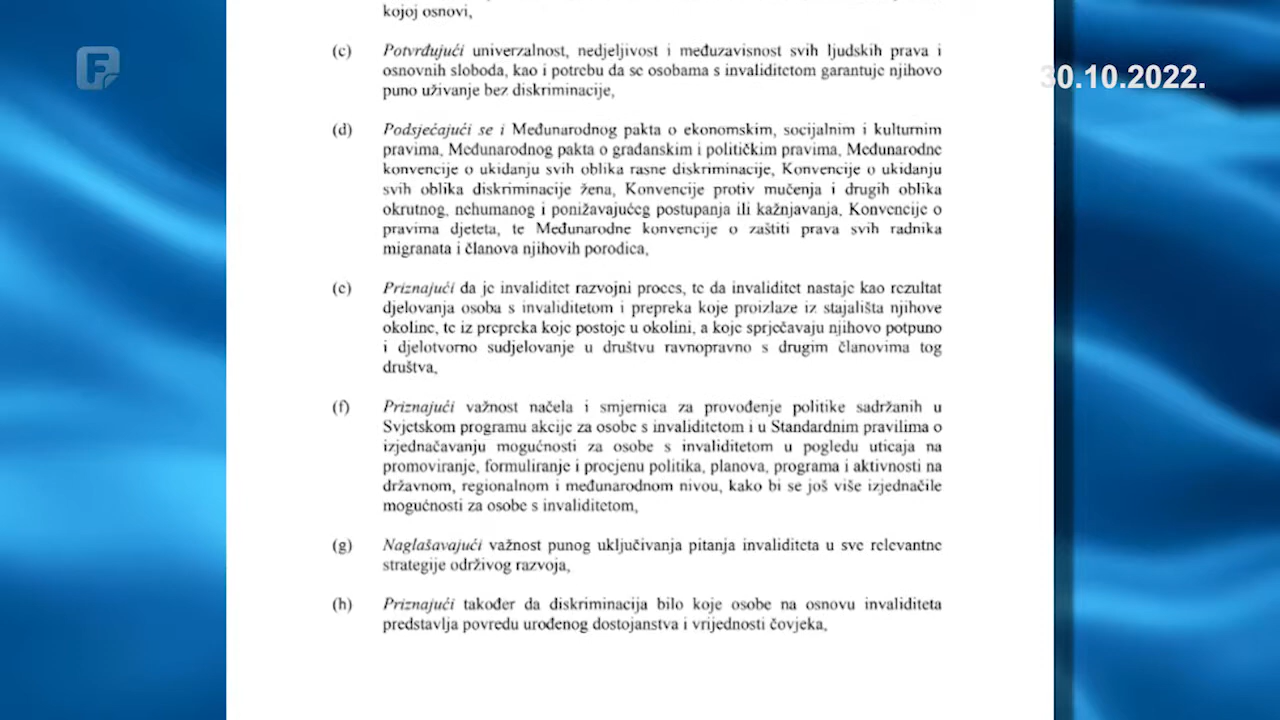 kojoj osnovi,
30.10.2022.
(c) Potvrđujući univerzalnost, nedjeljivost i međuzavisnost svih ljudskih prava i
osnovnih sloboda, kao i potrebu da se osobama s invaliditetom garantuje njihovo
puno uživanje bez diskriminacije,
(d) Podsjećajući se i Međunarodnog pakta o ekonomskim, socijalnim i kulturnim
pravima, Međunarodnog pakta o građanskim i političkim pravima, Međunarodne
konvencije o ukidanju svih oblika rasne diskriminacije, Konvencije o ukidanju
svih oblika diskriminacije žena, Konvencije protiv mučenja i drugih oblika
okrutnog, nehumanog i ponižavajućeg postupanja ili kažnjavanja, Konvencije o
pravima djeteta, te Međunarodne konvencije o zaštiti prava svih radnika
migranata i članova njihovih porodica,
(e) Priznajući da je invaliditet razvojni proces, te da invaliditet nastaje kao rezultat
djelovanja osoba s invaliditetom i prepreka koje proizlaze iz stajališta njihove
okoline, te iz prepreka koje postoje u okolini, a koje sprječavaju njihovo potpuno
i djelotvorno sudjelovanje u društvu ravnopravno s drugim članovima tog
društva,
(f) Priznajući važnost načela i smjernica za provođenje politike sadržanih u
Svjetskom programu akcije za osobe s invaliditetom i u Standardnim pravilima o
izjednačavanju mogućnosti za osobe s invaliditetom u pogledu uticaja na
promoviranje, formuliranje i procjenu politika, planova, programa i aktivnosti na
državnom, regionalnom i međunarodnom nivou, kako bi se još više izjednačile
mogućnosti za osobe s invaliditetom,
(g) Naglašavajući važnost punog uključivanja pitanja invaliditeta u sve relevantne
strategije održivog razvoja,
(h) Priznajući također da diskriminacija bilo koje osobe na osnovu invaliditeta
predstavlja povredu urođenog dostojanstva i vrijednosti čovjeka,